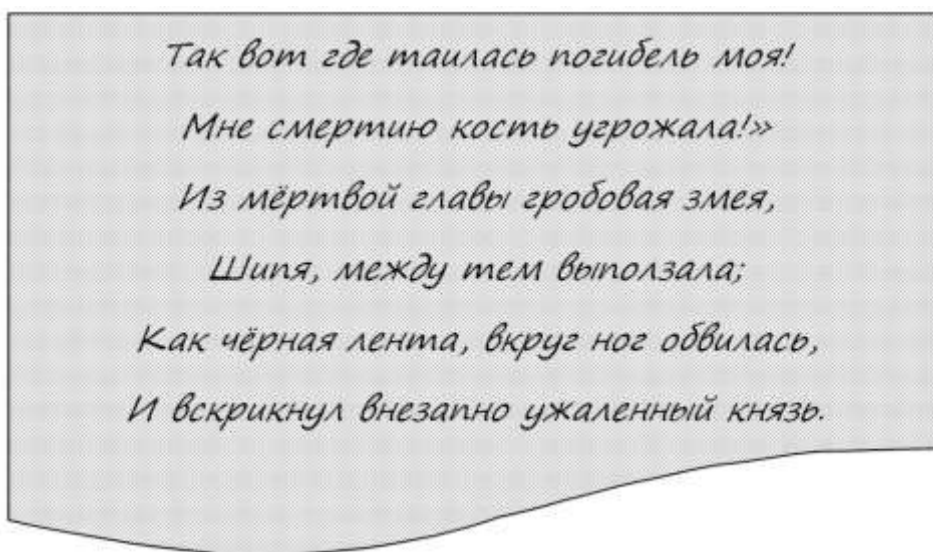 Так вот где таилась погибель моя!
Мне смертию кость угрожала!»
Из мёртвой главы гробовая змея,
Шипя, между тем выползала;
Как чёрная лента, вкруг ног обвилась,
И вскрикнул внезапно ужаленный князь.